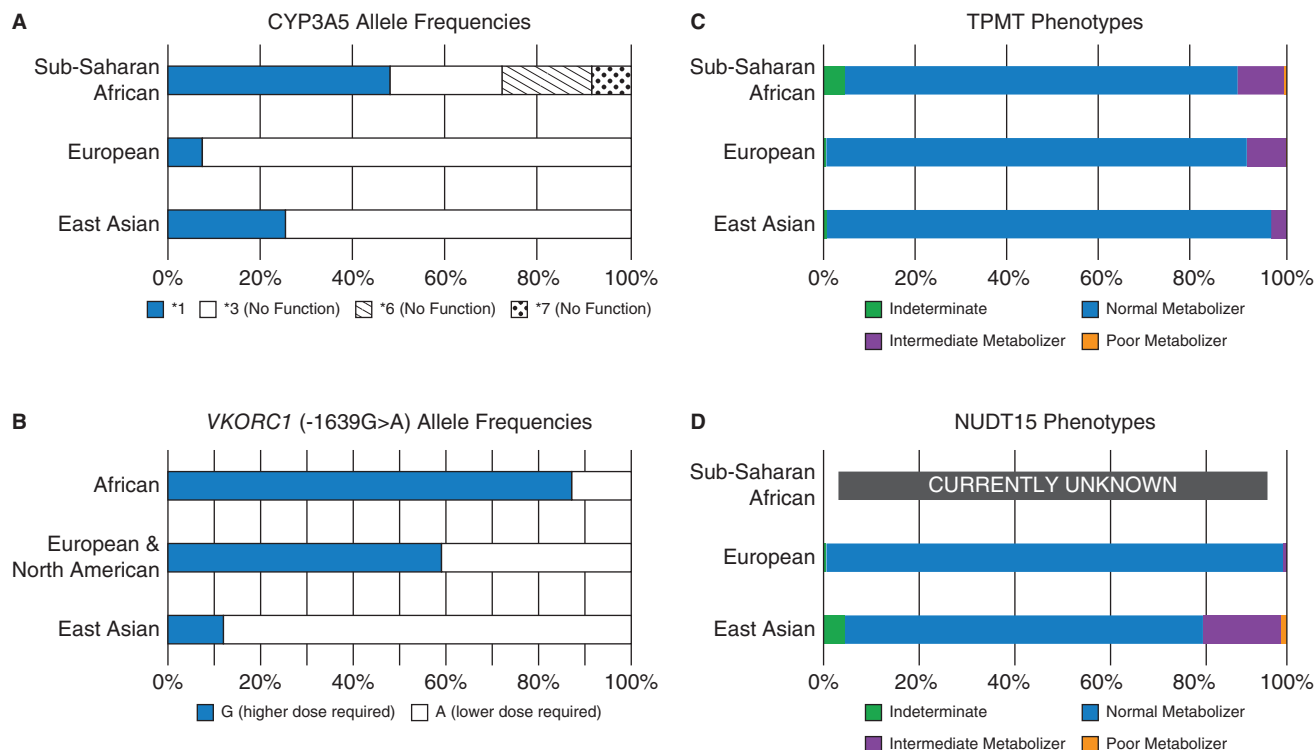 A
CYP3A5 Allele Frequencies
Sub-Saharan
African
European
East Asian
0% 20% 40% 60% 80% 100%
*1 *3 (No Function) *6 (No Function) *7 (No Function)
B
VKORC1 (-1639G>A) Allele Frequencies
African
European &
North American
East Asian
0% 20% 40% 60% 80% 100%
G (higher dose required) A (lower dose required)
C
TPMT Phenotypes
Sub-Saharan
African
European
East Asian
0% 20% 40% 60% 80% 100%
Indeterminate Normal Metabolizer
Intermediate Metabolizer Poor Metabolizer
D
NUDT15 Phenotypes
Sub-Saharan
African
CURRENTLY UNKNOWN
European
East Asian
0% 20% 40% 60% 80% 100%
Indeterminate Normal Metabolizer
Intermediate Metabolizer Poor Metabolizer